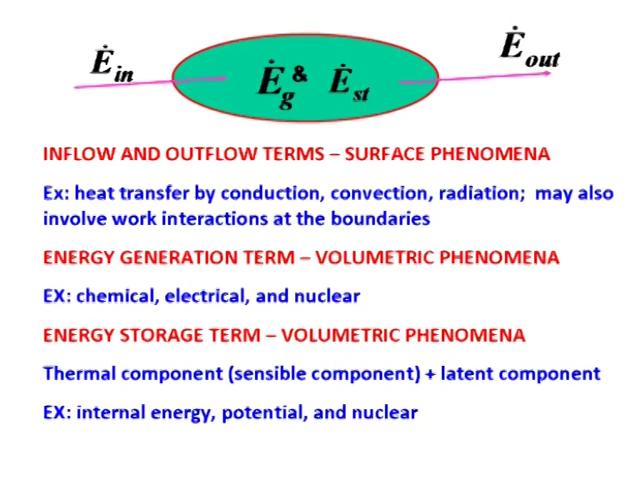 Ėin Ėg & Ėst Ėout
INFLOW AND OUTFLOW TERMS – SURFACE PHENOMENA
Ex: heat transfer by conduction, convection, radiation; may also
involve work interactions at the boundaries
ENERGY GENERATION TERM – VOLUMETRIC PHENOMENA
EX: chemical, electrical, and nuclear
ENERGY STORAGE TERM – VOLUMETRIC PHENOMENA
Thermal component (sensible component) + latent component
EX: internal energy, potential, and nuclear